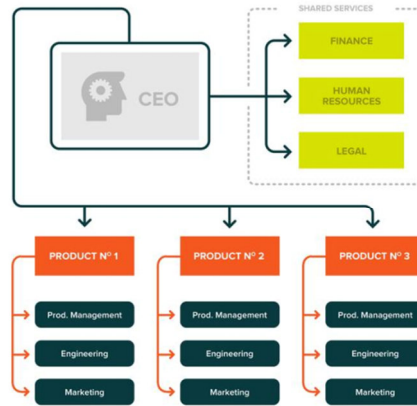 SHARED SERVICES
CEO
FINANCE
HUMAN
RESOURCES
LEGAL
PRODUCT Nº 1
PRODUCT Nº 2
PRODUCT Nº 3
Prod. Management
Prod. Management
Prod. Management
Engineering
Engineering
Engineering
Marketing
Marketing
Marketing